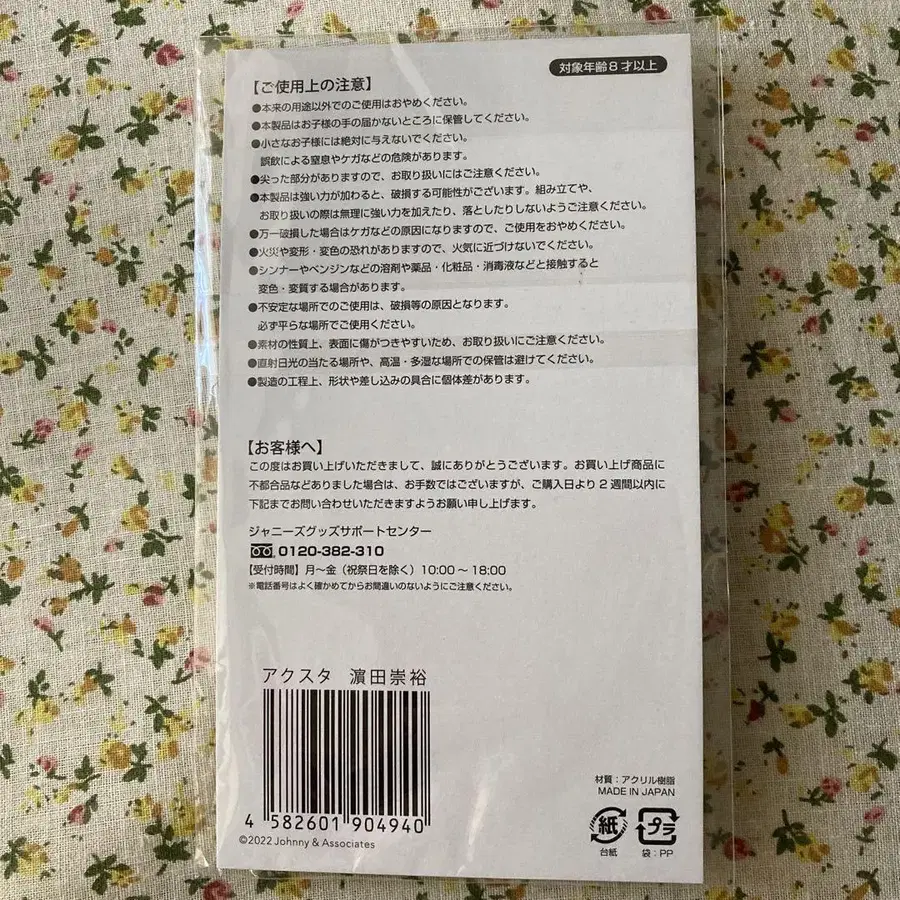 対象年齢8才以上
【ご使用上の注意】
●本来の用途以外でのご使用はおやめください。
●本製品はお子様の手の届かないところに保管してください。
●小さなお子様には絶対に与えないでください。
誤飲による窒息やケガなどの危険があります。
●尖った部分がありますので、お取り扱いにはご注意ください。
●本製品は強い力が加わると、破損する可能性がございます。組み立てや、
お取り扱いの際は無理に強い力を加えたり、落としたりしないようご注意ください。
●万一破損した場合はケガなどの原因になりますので、ご使用をおやめください。
●火災や変形・変色の恐れがありますので、火気に近づけないでください。
●シンナーやベンジンなどの溶剤や薬品・化粧品・消毒液などと接触すると
変色・変質する場合があります。
●不安定な場所でのご使用は、破損等の原因となります。
必ず平らな場所でご使用ください。
●素材の性質上、表面に傷がつきやすいため、お取り扱いにご注意ください。
●直射日光の当たる場所や、高温・多湿な場所での保管は避けてください。
●製造の工程上、形状や差し込みの具合に個体差があります。
【お客様へ】
この度はお買い上げいただきまして、誠にありがとうございます。お買い上げ商品に
不都合品などありました場合は、お手数ではございますが、ご購入日より2週間以内に
下記までお問い合わせいただきますようお願い申し上げます。
ジャニーズグッズサポートセンター
0120-382-310
【受付時間】月～金（祝祭日を除く）10:00～18:00
※電話番号はよく確かめてからお間違いのないようにご注意ください。
アクスタ 濵田崇裕
4 582601 904940
©2022 Johnny & Associates
材質：アクリル樹脂
MADE IN JAPAN
紙
プラ
台紙
袋：PP